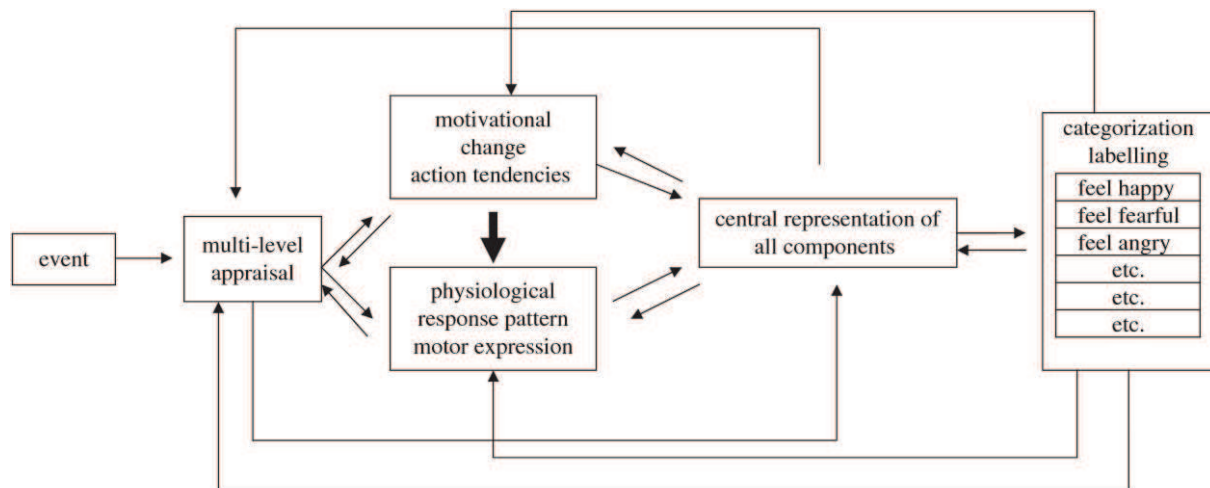 event
multi-level
appraisal
motivational
change
action tendencies
physiological
response pattern
motor expression
central representation of
all components
categorization
labelling
feel happy
feel fearful
feel angry
etc.
etc.
etc.